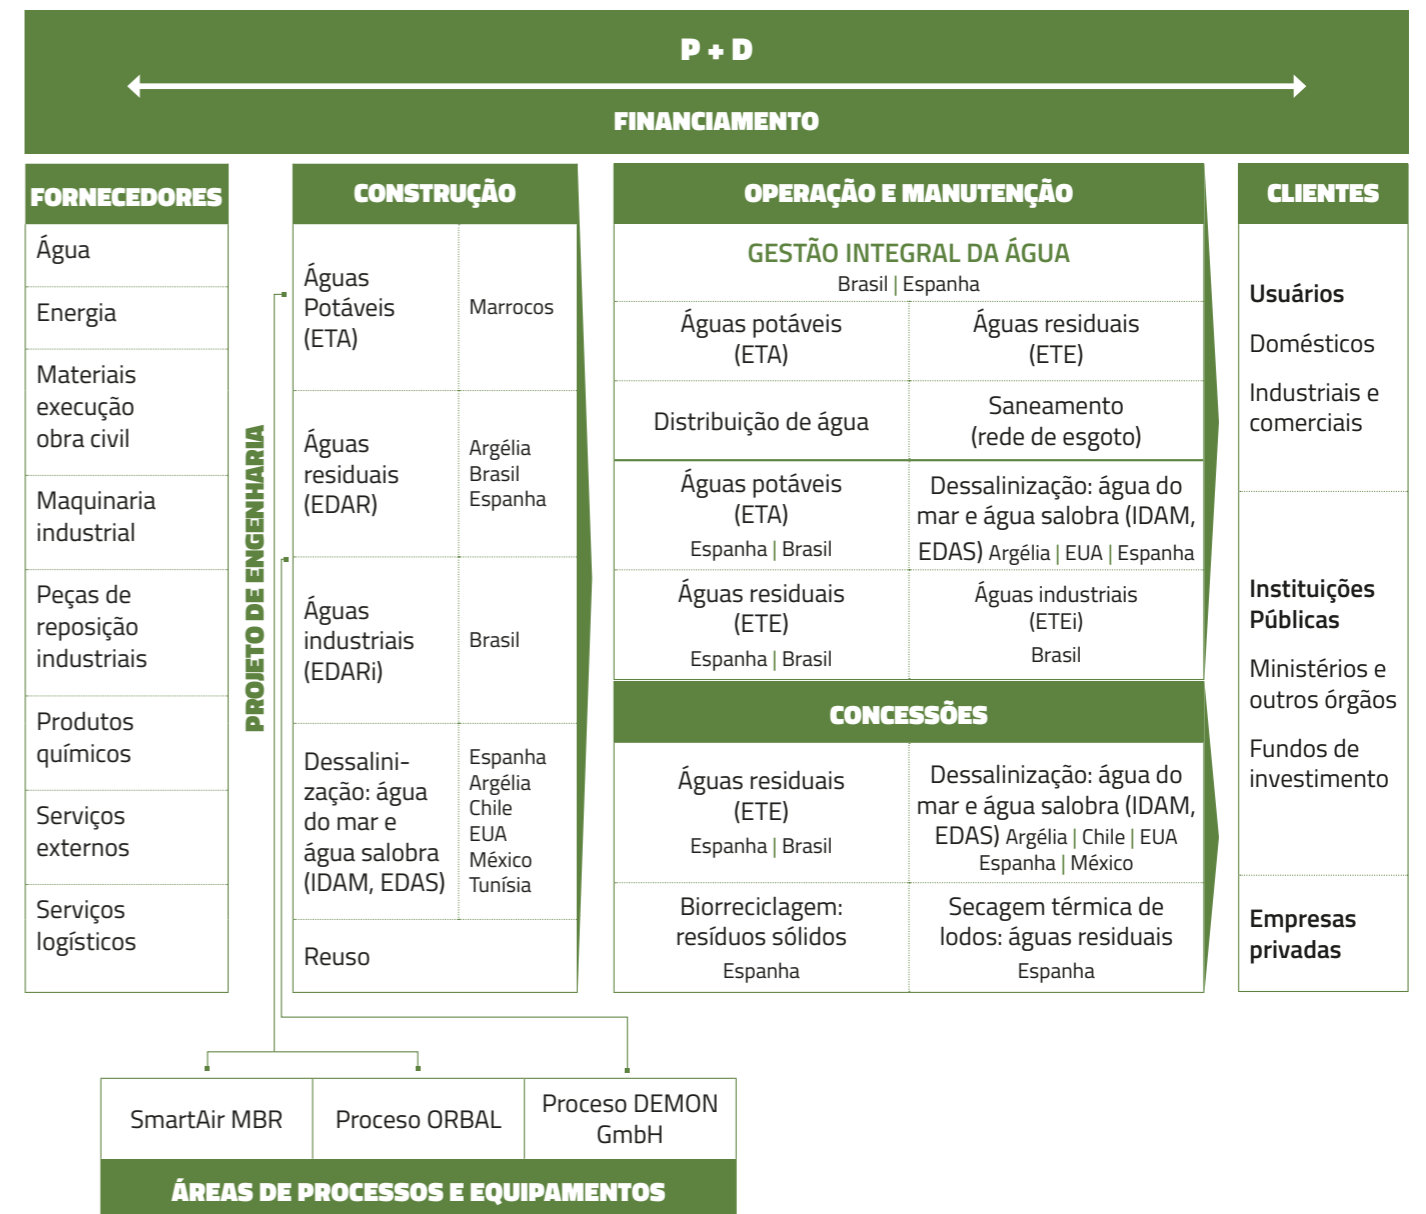 P + D
FINANCIAMENTO
FORNECEDORES
Água
Energia
Materiais
execução
obra civil
Maquinaria
industrial
Peças de
reposição
industriais
Produtos
químicos
Serviços
externos
Serviços
logísticos
PROJETO DE ENGENHARIA
CONSTRUÇÃO
Águas
Potáveis
(ETA)
Marrocos
Águas
residuais
(EDAR)
Argélia
Brasil
Espanha
Águas
industriais
(EDARi)
Brasil
Dessalini-
zação: água
do mar e
água salobra
(IDAM, EDAS)
Espanha
Argélia
Chile
EUA
México
Tunísia
Reuso
OPERAÇÃO E MANUTENÇÃO
GESTÃO INTEGRAL DA ÁGUA
Brasil | Espanha
Águas potáveis
(ETA)
Águas residuais
(ETE)
Distribuição de água
Saneamento
(rede de esgoto)
Águas potáveis
(ETA)
Espanha | Brasil
Dessalinização: água do
mar e água salobra (IDAM,
EDAS) Argélia | EUA | Espanha
Águas residuais
(ETE)
Espanha | Brasil
Águas industriais
(ETEi)
Brasil
CONCESSÕES
Águas residuais
(ETE)
Espanha | Brasil
Dessalinização: água do
mar e água salobra (IDAM,
EDAS) Argélia | Chile | EUA
Espanha | México
Biorreciclagem:
resíduos sólidos
Espanha
Secagem térmica de
lodos: águas residuais
Espanha
CLIENTES
Usuários
Domésticos
Industriais e
comerciais
Instituições
Públicas
Ministérios e
outros órgãos
Fundos de
investimento
Empresas
privadas
SmartAir MBR
Proceso ORBAL
Proceso DEMON
GmbH
ÁREAS DE PROCESSOS E EQUIPAMENTOS